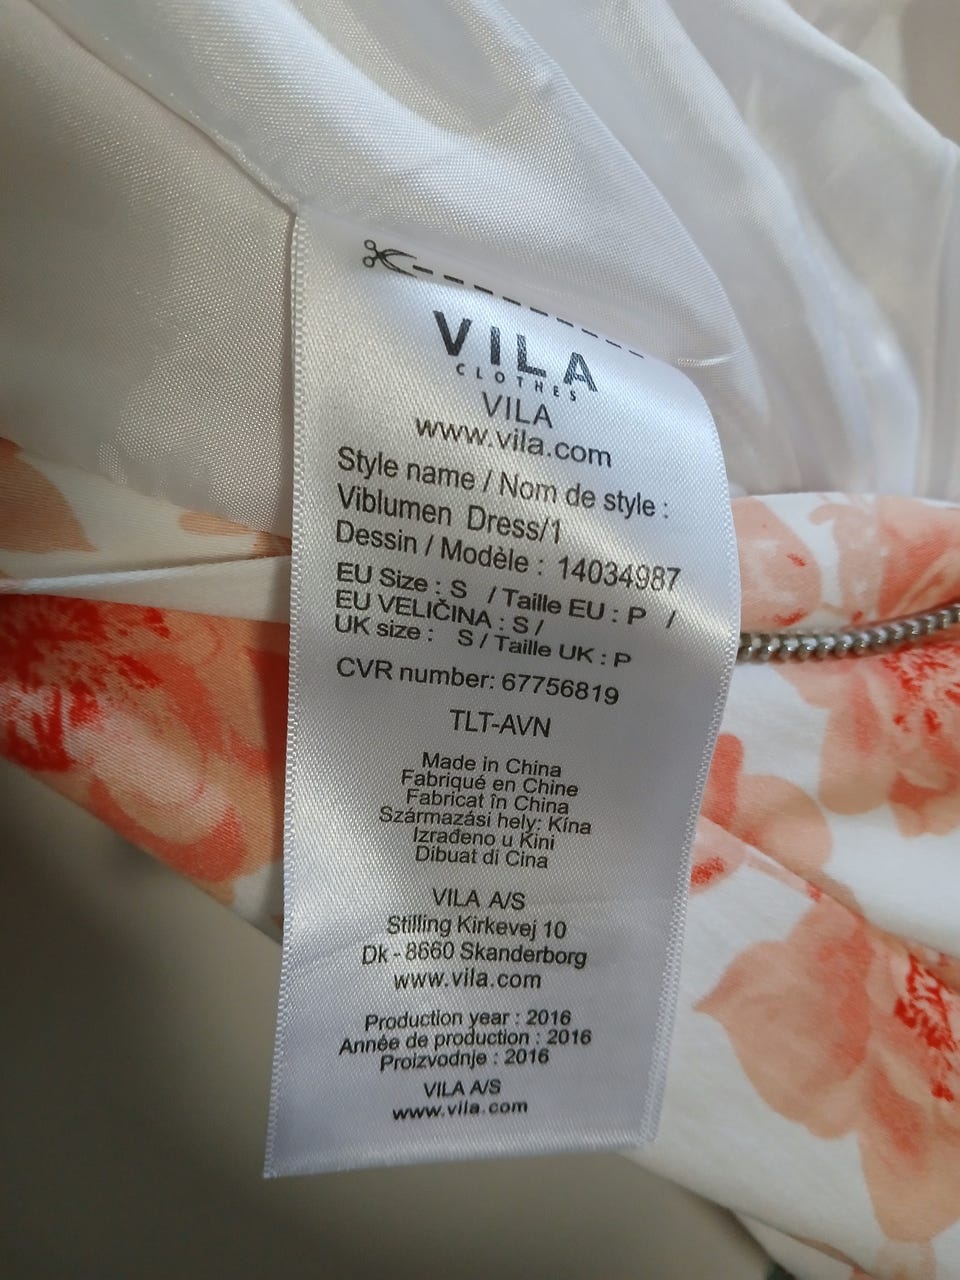 VILA
CLOTHES
VILA
www.vila.com
Style name / Nom de style :
Viblumen Dress/1
Dessin / Modèle : 14034987
EU Size : S / Taille EU : P /
EU VELIČINA : S /
UK size : S / Taille UK : P
CVR number: 67756819
TLT-AVN
Made in China
Fabriqué en Chine
Fabricat în China
Származási hely: Kína
Izrađeno u Kini
Dibuat di Cina
VILA A/S
Stilling Kirkevej 10
Dk - 8660 Skanderborg
www.vila.com
Production year : 2016
Année de production : 2016
Proizvodnje : 2016
VILA A/S
www.vila.com